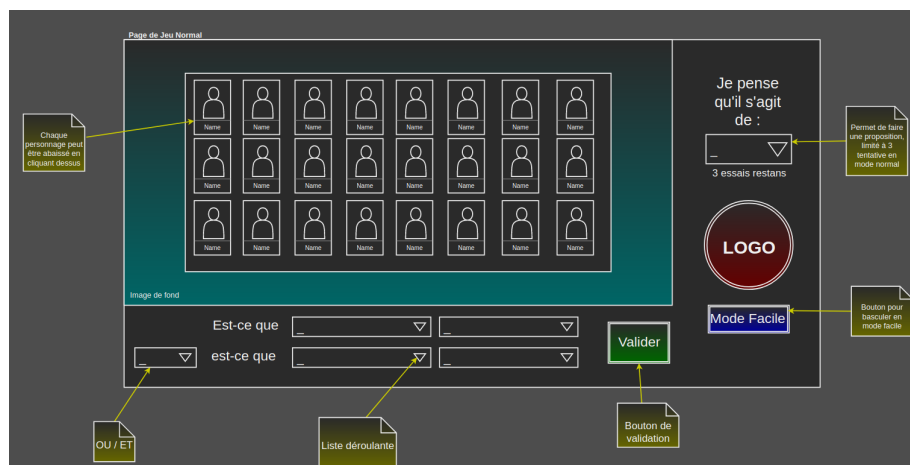 Page de Jeu Normal
Name Name Name Name Name Name Name Name
Name Name Name Name Name Name Name Name
Name Name Name Name Name Name Name Name
Image de fond
Chaque
personnage peut
être abaissé en
cliquant dessus
Je pense
qu'il s'agit
de :
_
3 essais restans
Permet de faire
une proposition,
limité à 3
tentative en
mode normal
LOGO
Mode Facile
Bouton pour
basculer en
mode facile
Est-ce que _ _
_ est-ce que _ _
Valider
OU / ET
Liste déroulante
Bouton de
validation